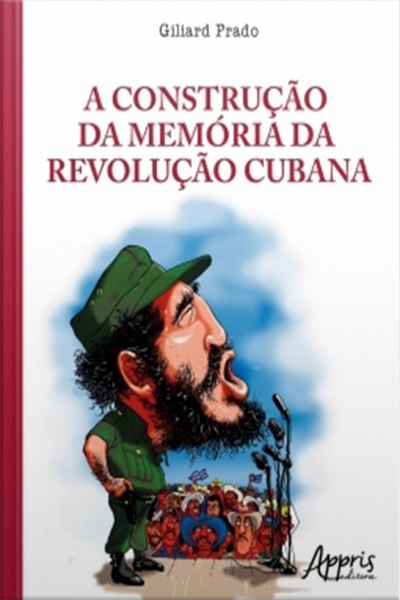 Giliard Prado
A CONSTRUÇÃO
DA MEMÓRIA DA
REVOLUÇÃO CUBANA
Appris
editora